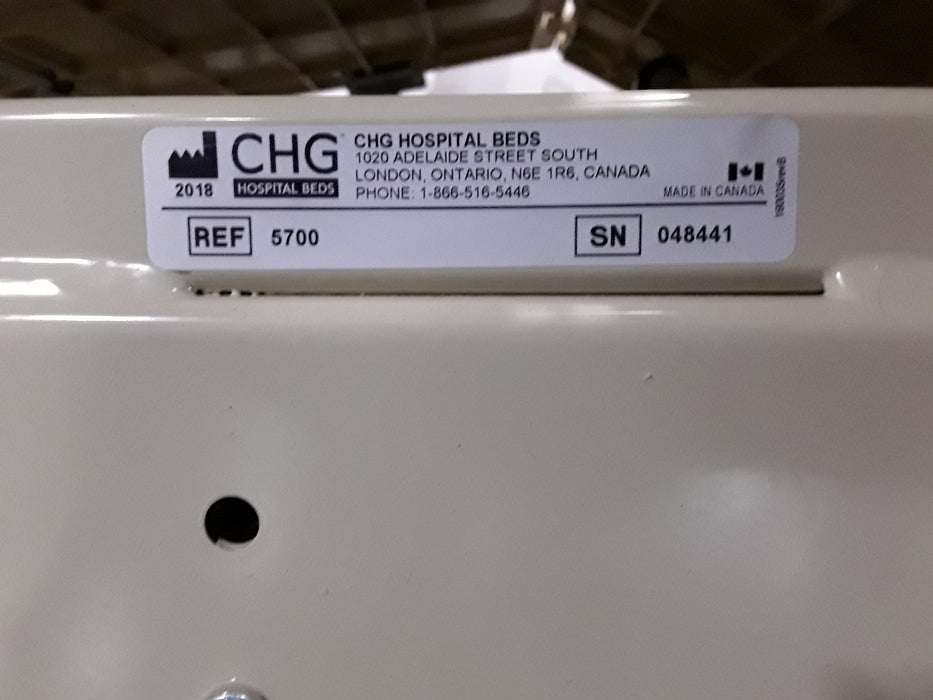 CHG
HOSPITAL BEDS
2018
CHG HOSPITAL BEDS
1020 ADELAIDE STREET SOUTH
LONDON, ONTARIO, N6E 1R6, CANADA
PHONE: 1-866-516-5446
MADE IN CANADA
REF 5700
SN 048441